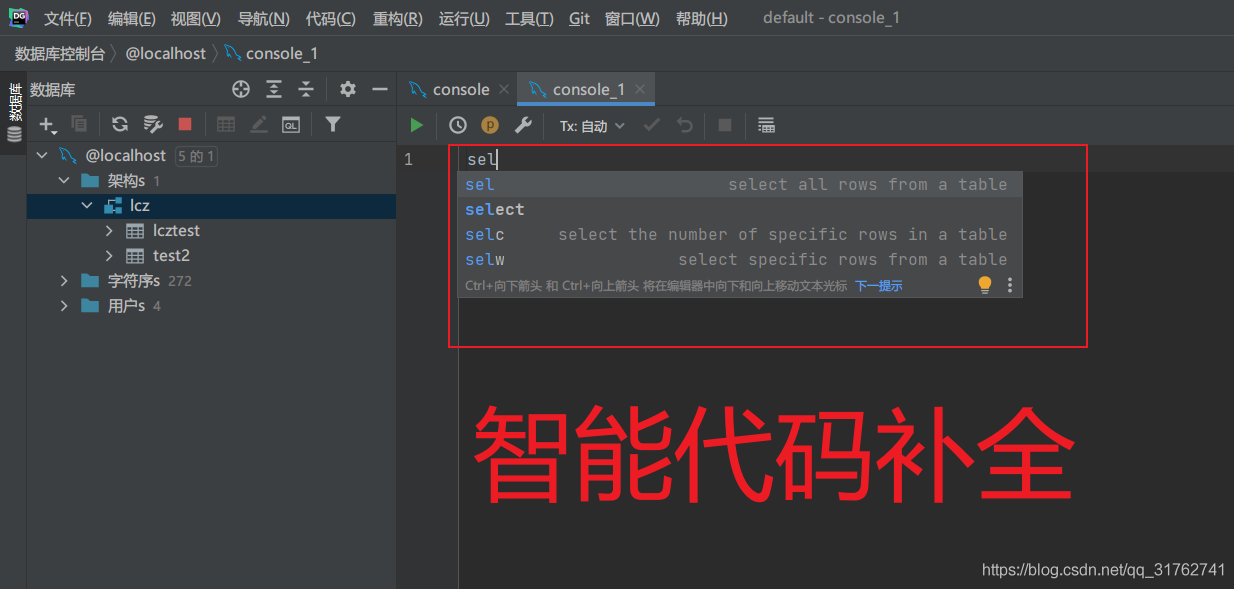 DG 文件(F) 编辑(E) 视图(V) 导航(N) 代码(C) 重构(R) 运行(U) 工具(T) Git 窗口(W) 帮助(H) default - console_1
数据库控制台 @localhost console_1
数据库
数据库
console
console_1
QL
p Tx: 自动
@localhost 5 的 1
架构s 1
lcz
lcztest
test2
字符序s 272
用户s 4
1 sel
sel select all rows from a table
select
selc select the number of specific rows in a table
selw select specific rows from a table
Ctrl+向下箭头 和 Ctrl+向上箭头 将在编辑器中向下和向上移动文本光标 下一提示
智能代码补全
https://blog.csdn.net/qq_31762741